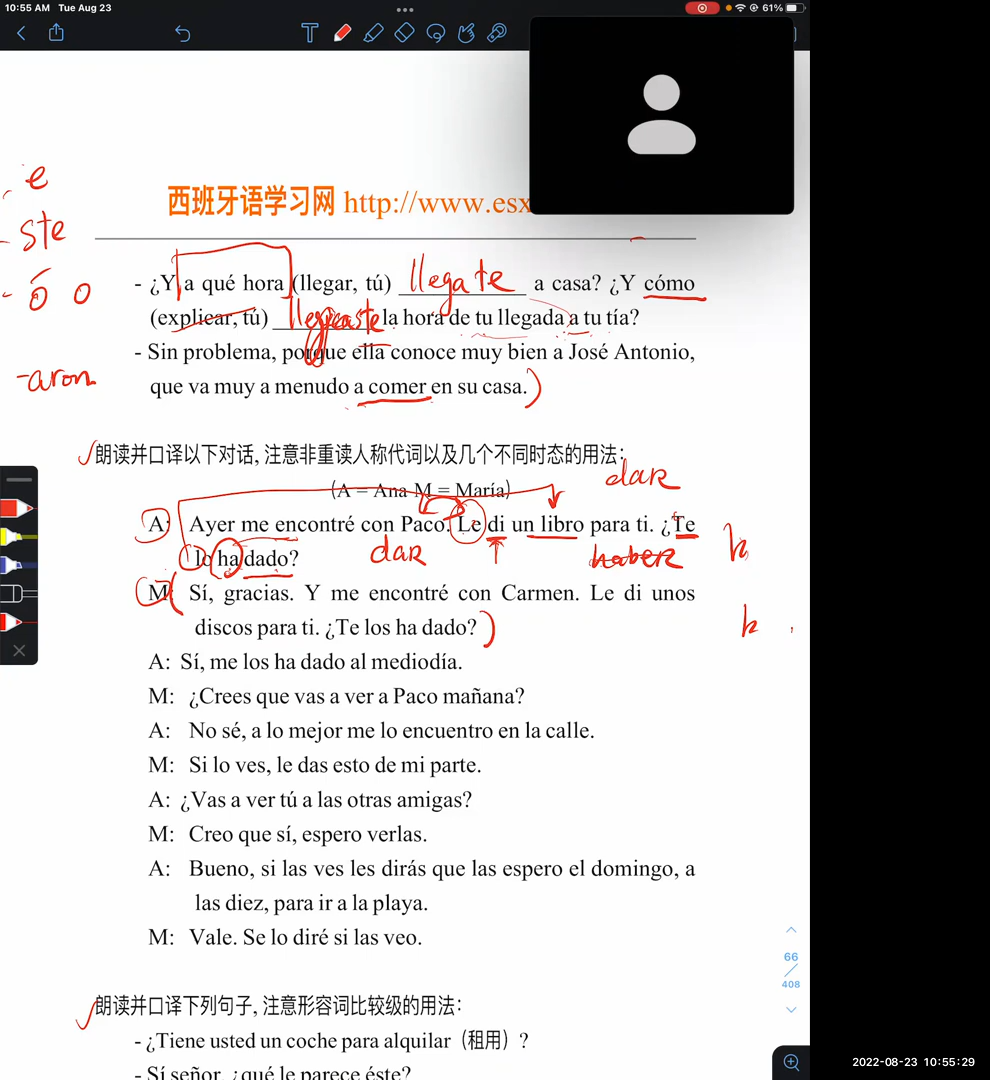 10:55 AM Tue Aug 23
61%
e
ste
ó o
-aron
西班牙语学习网 http://www.esx
- ¿Y a qué hora (llegar, tú) llegate a casa? ¿Y cómo
(explicar, tú) la hora de tu llegada a tu tía?
- Sin problema, porque ella conoce muy bien a José Antonio,
que va muy a menudo a comer en su casa.
朗读并口译以下对话, 注意非重读人称代词以及几个不同时态的用法:
dar
(A = Ana M = María)
A: Ayer me encontré con Paco. Le di un libro para ti. ¿Te
lo ha dado?
dar haber h
M: Sí, gracias. Y me encontré con Carmen. Le di unos
discos para ti. ¿Te los ha dado?
h
A: Sí, me los ha dado al mediodía.
M: ¿Crees que vas a ver a Paco mañana?
A: No sé, a lo mejor me lo encuentro en la calle.
M: Si lo ves, le das esto de mi parte.
A: ¿Vas a ver tú a las otras amigas?
M: Creo que sí, espero verlas.
A: Bueno, si las ves les dirás que las espero el domingo, a
las diez, para ir a la playa.
M: Vale. Se lo diré si las veo.
66
408
朗读并口译下列句子, 注意形容词比较级的用法:
- ¿Tiene usted un coche para alquilar（租用）?
- Sí señor, ¿qué le parece éste?
2022-08-23 10:55:29